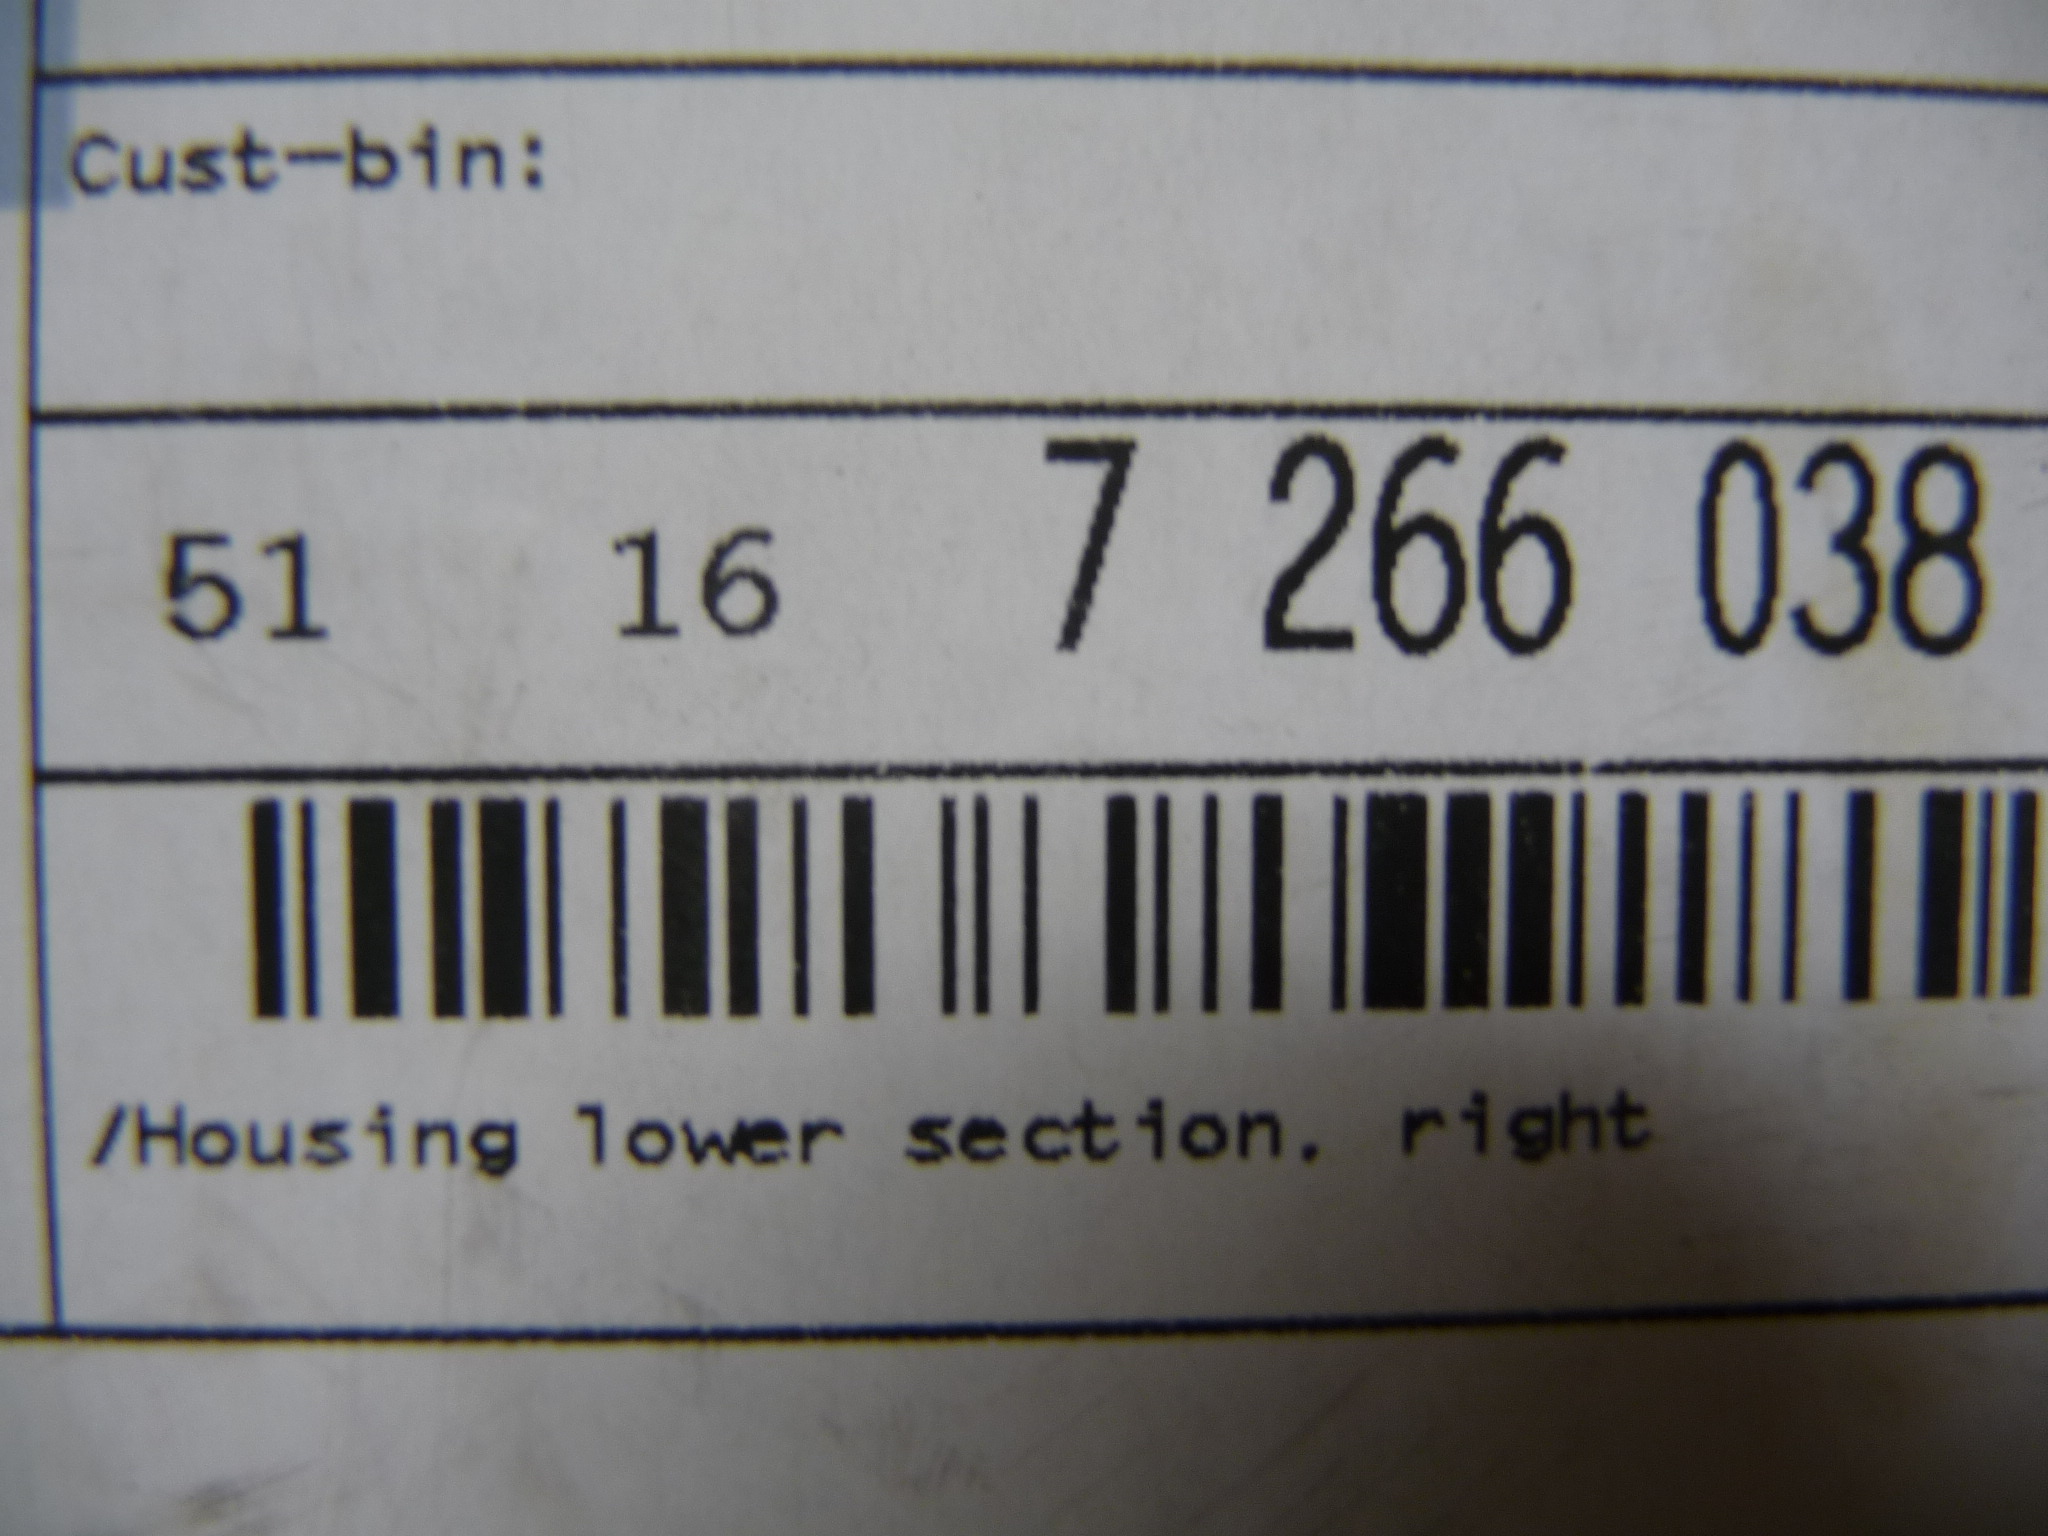 Cust-bin:
51 16 7 266 038
/Housing lower section. right